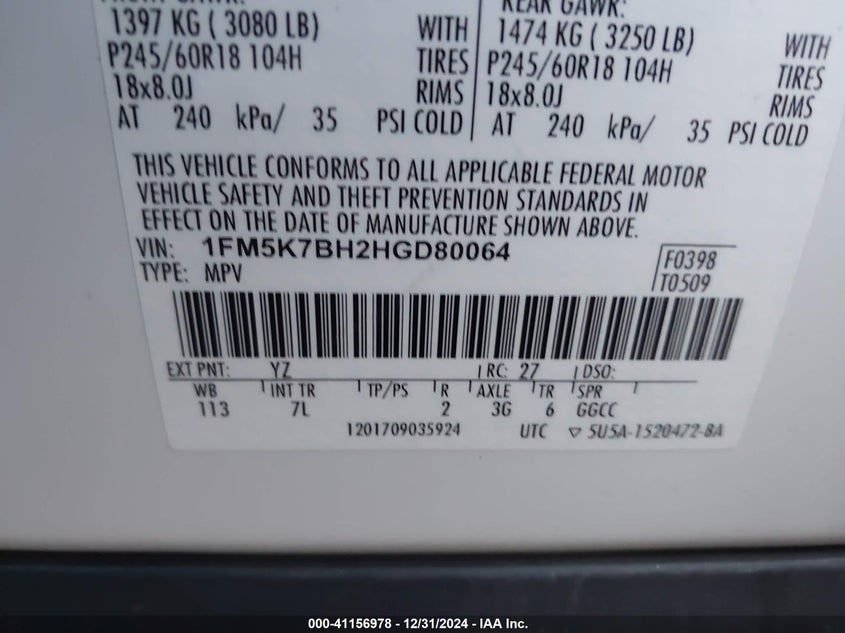 REAR GAWR:
1397 KG ( 3080 LB) WITH
P245/60R18 104H TIRES
18x8.0J RIMS
AT 240 kPa/ 35 PSI COLD
1474 KG ( 3250 LB) WITH
P245/60R18 104H TIRES
18x8.0J RIMS
AT 240 kPa/ 35 PSI COLD
THIS VEHICLE CONFORMS TO ALL APPLICABLE FEDERAL MOTOR
VEHICLE SAFETY AND THEFT PREVENTION STANDARDS IN
EFFECT ON THE DATE OF MANUFACTURE SHOWN ABOVE.
VIN: 1FM5K7BH2HGD80064
TYPE: MPV
F0398
T0509
EXT PNT: YZ RC: 27 DSO:
WB INT TR TP/PS R AXLE TR SPR
113 7L 2 3G 6 GGCC
1201709035924 UTC ▽ 5U5A-1520472-BA
000-41156978 - 12/31/2024 - IAA Inc.